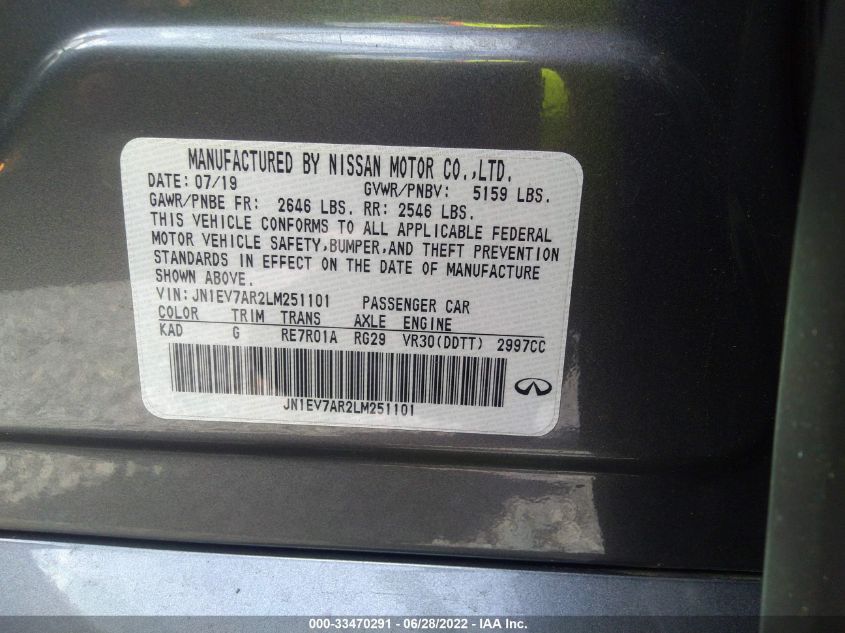 MANUFACTURED BY NISSAN MOTOR CO.,LTD.
DATE: 07/19 GVWR/PNBV: 5159 LBS.
GAWR/PNBE FR: 2646 LBS. RR: 2546 LBS.
THIS VEHICLE CONFORMS TO ALL APPLICABLE FEDERAL
MOTOR VEHICLE SAFETY,BUMPER,AND THEFT PREVENTION
STANDARDS IN EFFECT ON THE DATE OF MANUFACTURE
SHOWN ABOVE.
VIN: JN1EV7AR2LM251101 PASSENGER CAR
COLOR TRIM TRANS AXLE ENGINE
KAD G RE7R01A RG29 VR30(DDTT) 2997CC
JN1EV7AR2LM251101
000-33470291 - 06/28/2022 - IAA Inc.